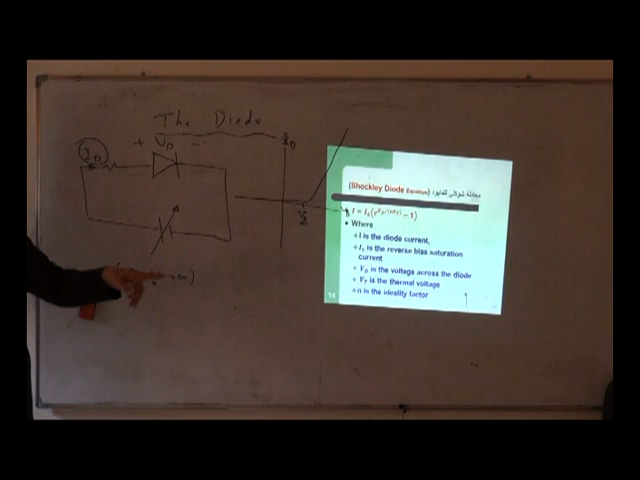 The Diode
+ VD -
ID
ID
(Shockley Diode Equation) معادلة شوكلي للدايود
I = IS(e^VD/(nVT) − 1)
Where
I is the diode current,
IS is the reverse bias saturation
current
VD is the voltage across the diode
VT is the thermal voltage
n is the ideality factor
14